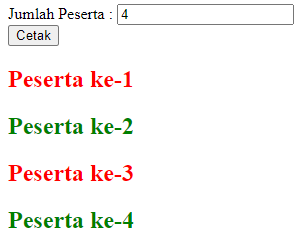 Jumlah Peserta : 4
Cetak
Peserta ke-1
Peserta ke-2
Peserta ke-3
Peserta ke-4